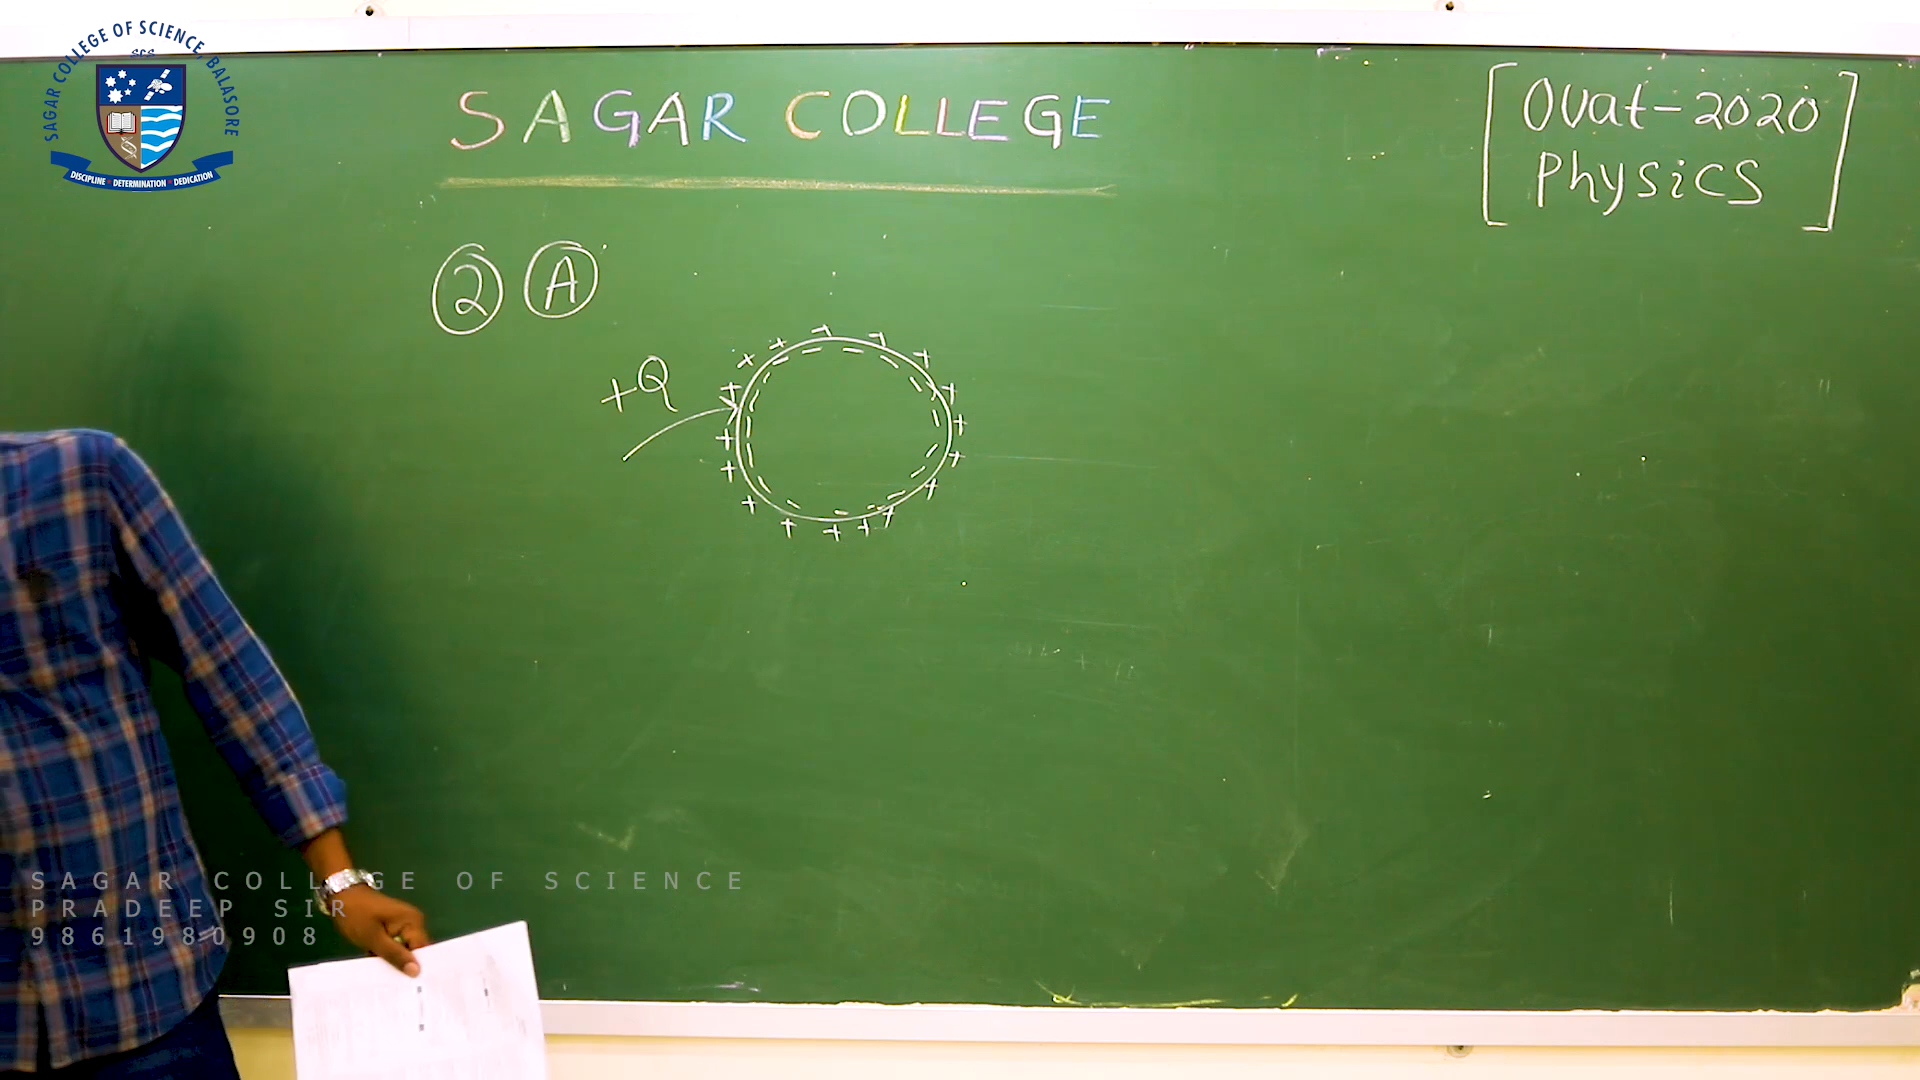 SAGAR COLLEGE OF SCIENCE, BALASORE
SCS
DISCIPLINE • DETERMINATION • DEDICATION
SAGAR COLLEGE
Ouat-2020
Physics
2 A
+Q
SAGAR COLLEGE OF SCIENCE
PRADEEP SIR
9861980908